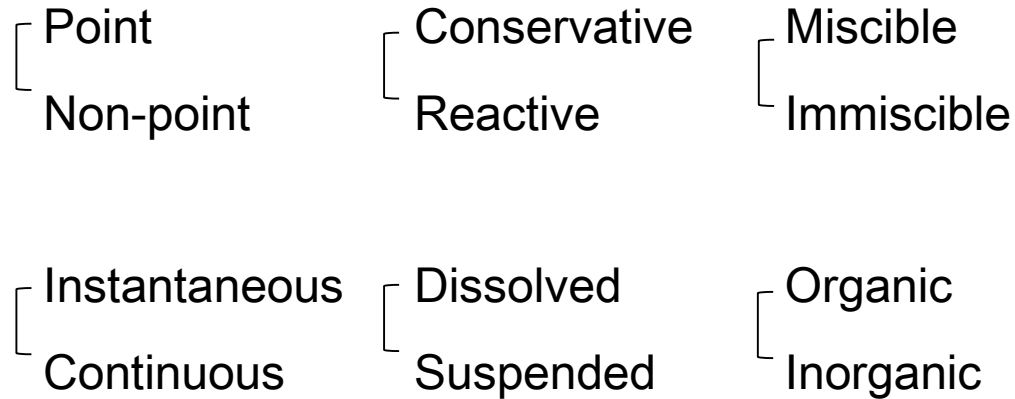 Point
Non-point
Conservative
Reactive
Miscible
Immiscible
Instantaneous
Continuous
Dissolved
Suspended
Organic
Inorganic